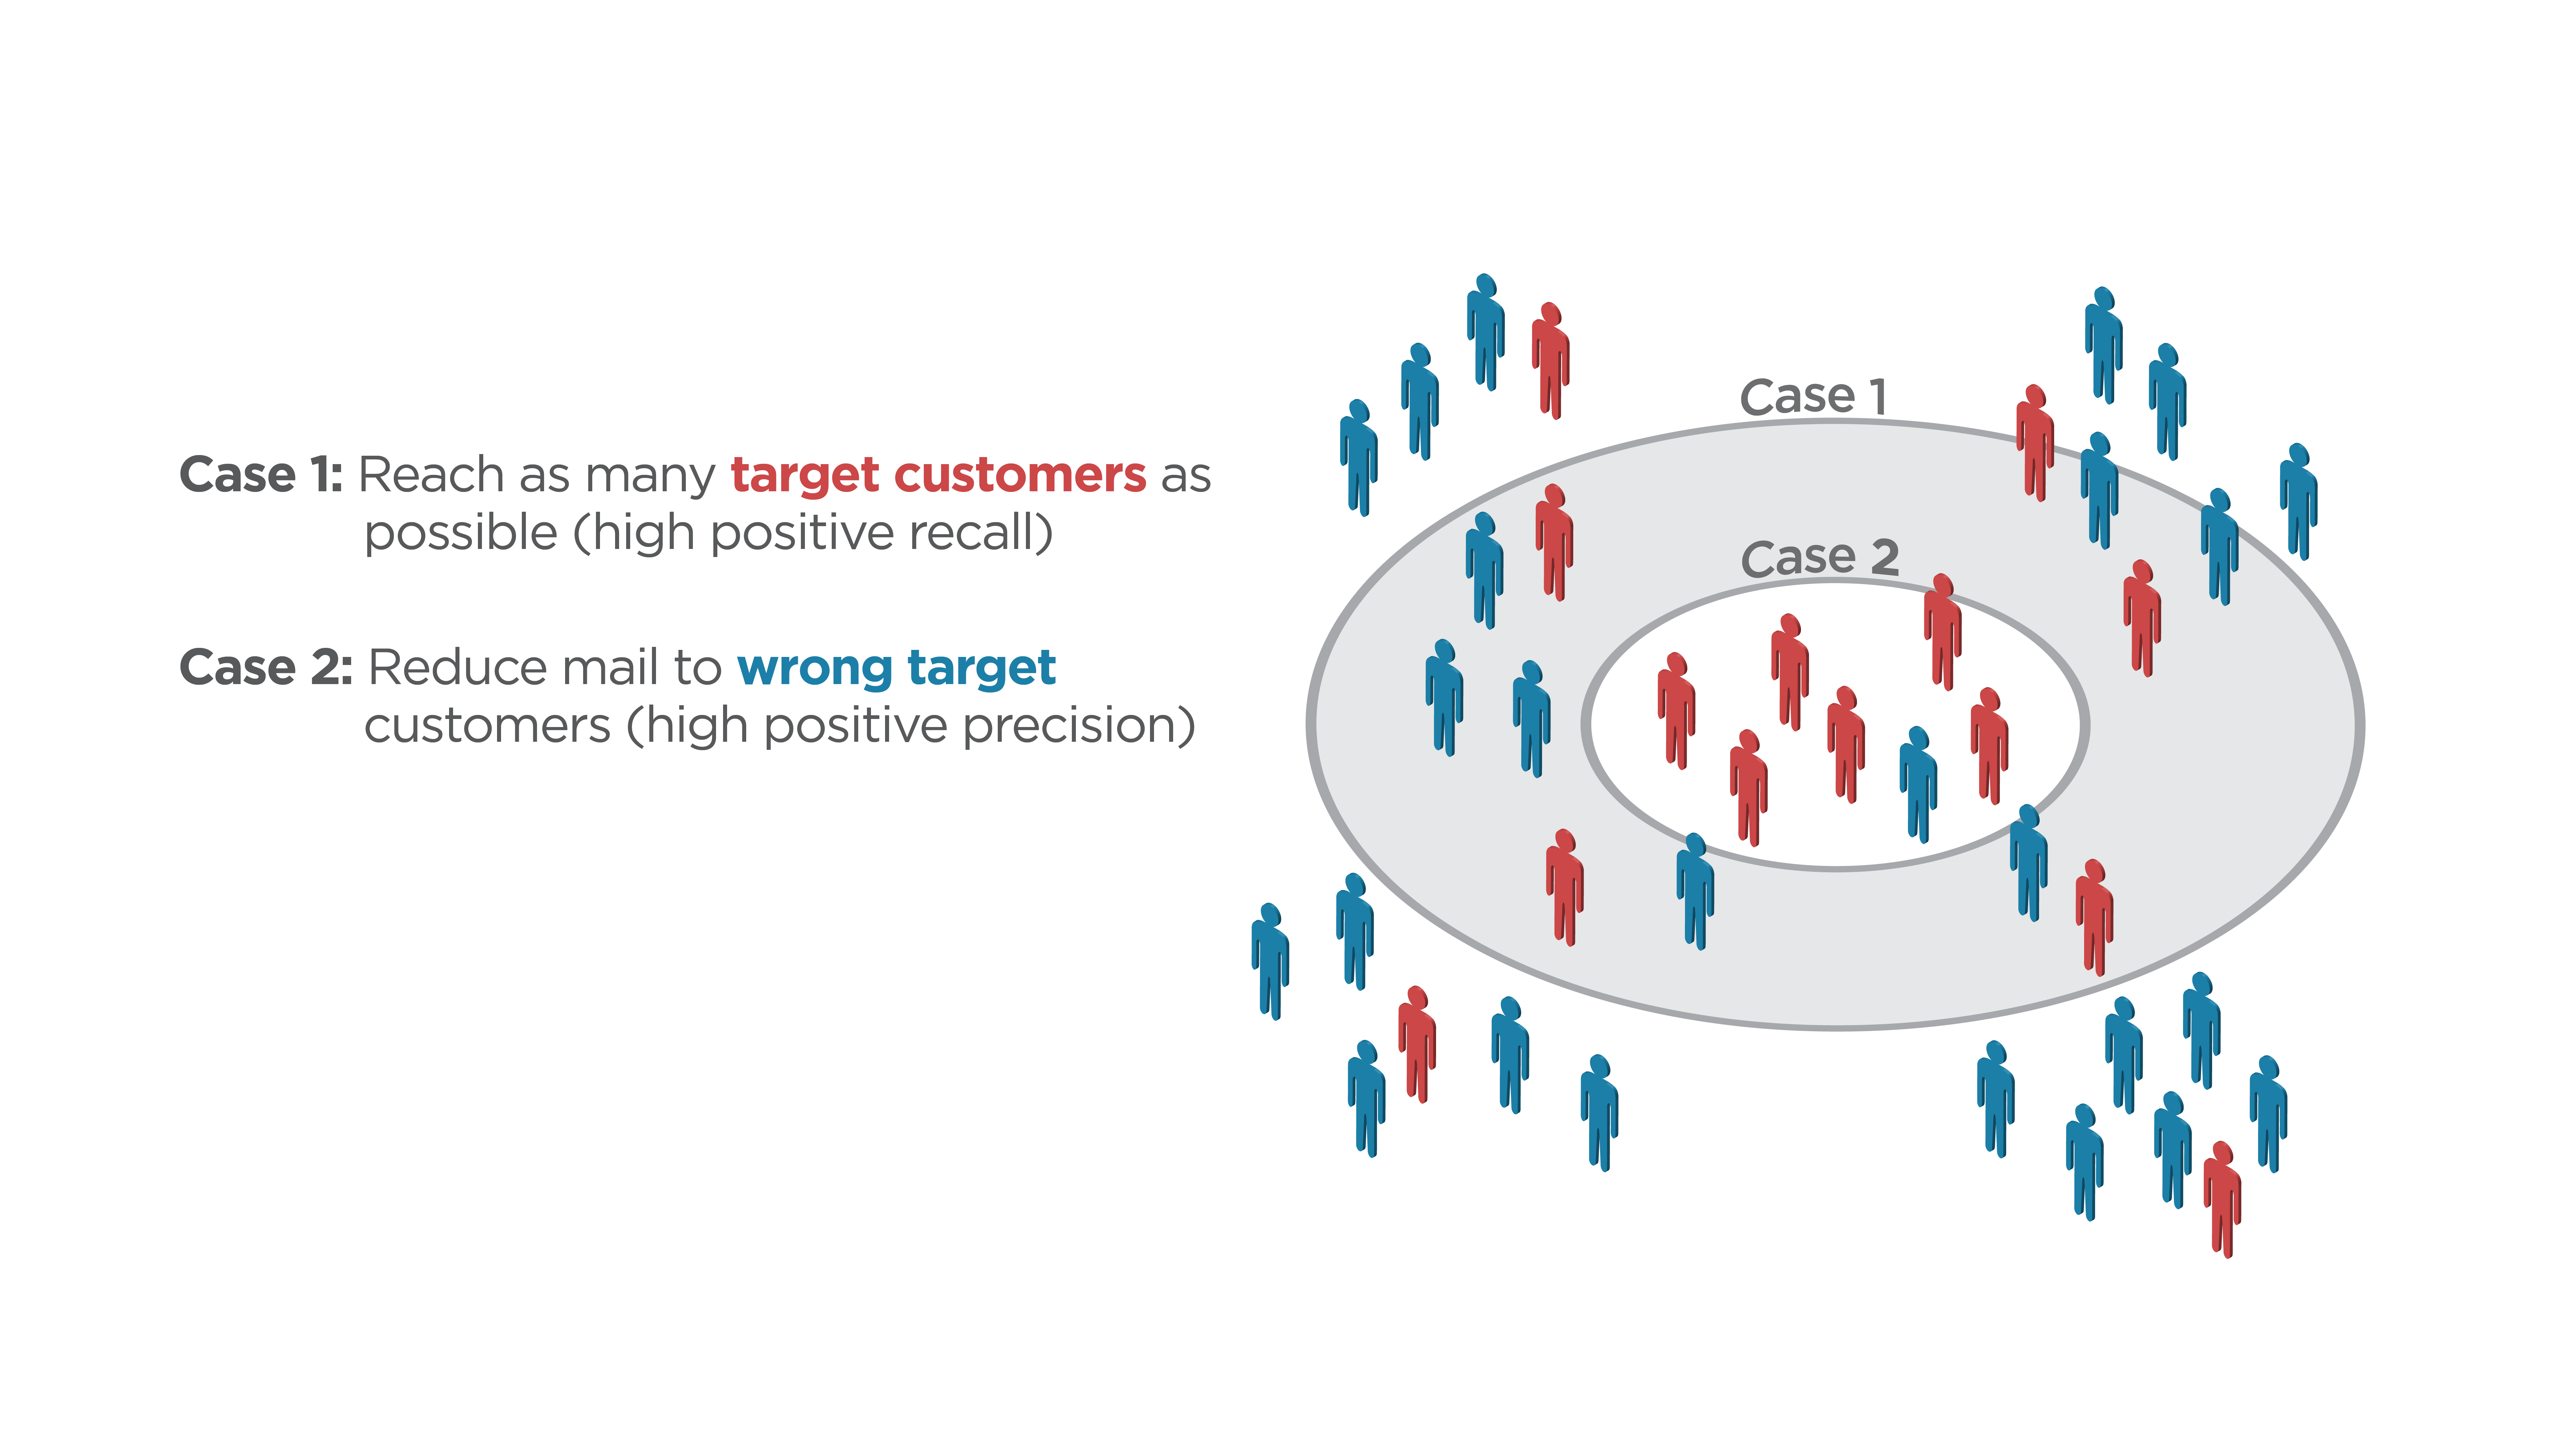 Case 1: Reach as many target customers as
possible (high positive recall)
Case 2: Reduce mail to wrong target
customers (high positive precision)
Case 1
Case 2